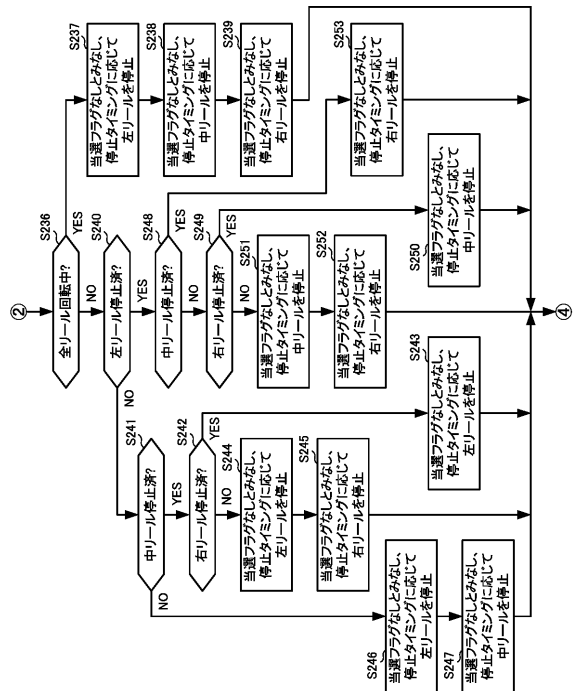 ②
S236
全リール回転中?
YES
NO
S237
当選フラグなしとみなし、
停止タイミングに応じて
左リールを停止
S238
当選フラグなしとみなし、
停止タイミングに応じて
中リールを停止
S239
当選フラグなしとみなし、
停止タイミングに応じて
右リールを停止
S240
左リール停止済?
YES
NO
S248
中リール停止済?
YES
NO
S253
当選フラグなしとみなし、
停止タイミングに応じて
右リールを停止
S249
右リール停止済?
YES
NO
S250
当選フラグなしとみなし、
停止タイミングに応じて
中リールを停止
S251
当選フラグなしとみなし、
停止タイミングに応じて
中リールを停止
S252
当選フラグなしとみなし、
停止タイミングに応じて
右リールを停止
S241
中リール停止済?
YES
NO
S242
右リール停止済?
YES
NO
S243
当選フラグなしとみなし、
停止タイミングに応じて
左リールを停止
S244
当選フラグなしとみなし、
停止タイミングに応じて
左リールを停止
S245
当選フラグなしとみなし、
停止タイミングに応じて
右リールを停止
S246
当選フラグなしとみなし、
停止タイミングに応じて
左リールを停止
S247
当選フラグなしとみなし、
停止タイミングに応じて
中リールを停止
④